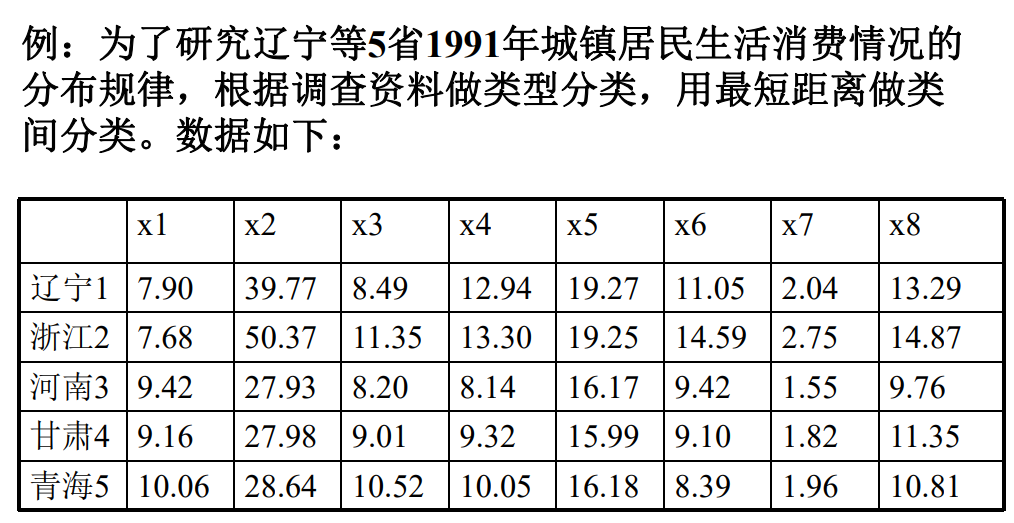 例：为了研究辽宁等5省1991年城镇居民生活消费情况的
分布规律，根据调查资料做类型分类，用最短距离做类
间分类。数据如下：
x1 x2 x3 x4 x5 x6 x7 x8
辽宁1 7.90 39.77 8.49 12.94 19.27 11.05 2.04 13.29
浙江2 7.68 50.37 11.35 13.30 19.25 14.59 2.75 14.87
河南3 9.42 27.93 8.20 8.14 16.17 9.42 1.55 9.76
甘肃4 9.16 27.98 9.01 9.32 15.99 9.10 1.82 11.35
青海5 10.06 28.64 10.52 10.05 16.18 8.39 1.96 10.81